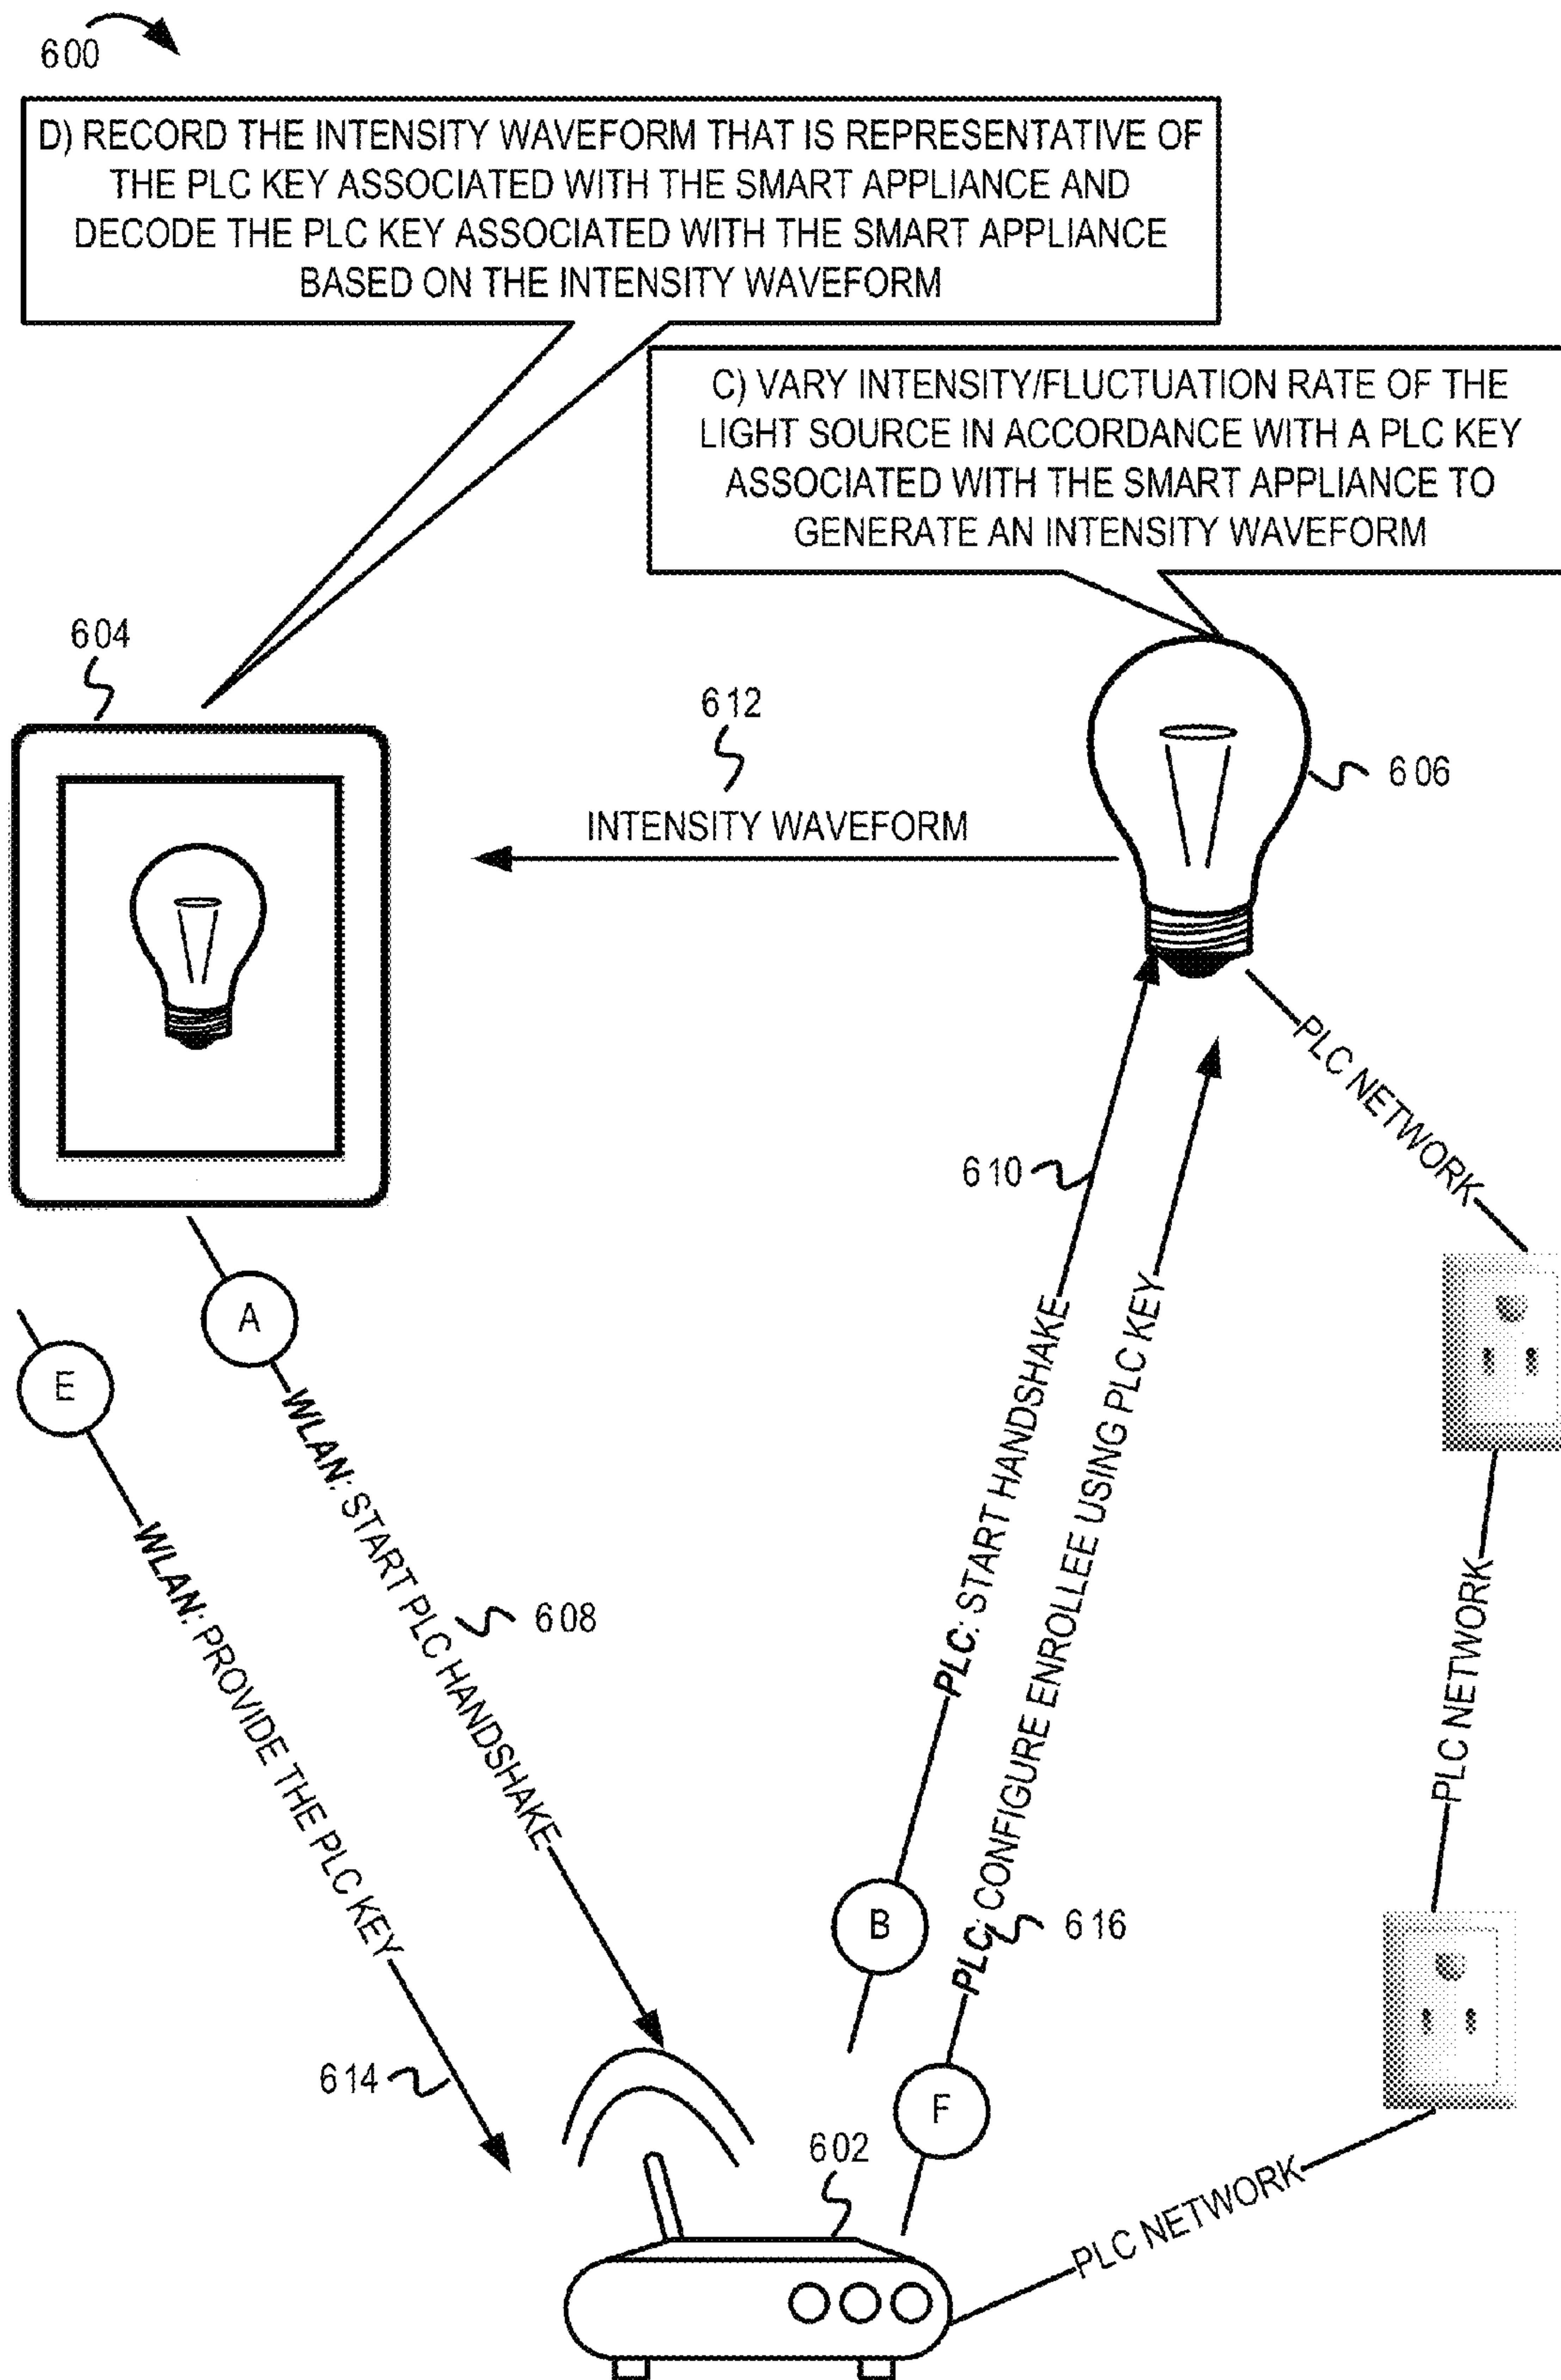 600
D) RECORD THE INTENSITY WAVEFORM THAT IS REPRESENTATIVE OF
THE PLC KEY ASSOCIATED WITH THE SMART APPLIANCE AND
DECODE THE PLC KEY ASSOCIATED WITH THE SMART APPLIANCE
BASED ON THE INTENSITY WAVEFORM
C) VARY INTENSITY/FLUCTUATION RATE OF THE
LIGHT SOURCE IN ACCORDANCE WITH A PLC KEY
ASSOCIATED WITH THE SMART APPLIANCE TO
GENERATE AN INTENSITY WAVEFORM
604
612
606
INTENSITY WAVEFORM
PLC NETWORK
610
A
E
WLAN: START PLC HANDSHAKE
608
WLAN: PROVIDE THE PLC KEY
614
PLC: START HANDSHAKE
B
PLC: CONFIGURE ENROLLEE USING PLC KEY
616
F
PLC NETWORK
602
PLC NETWORK